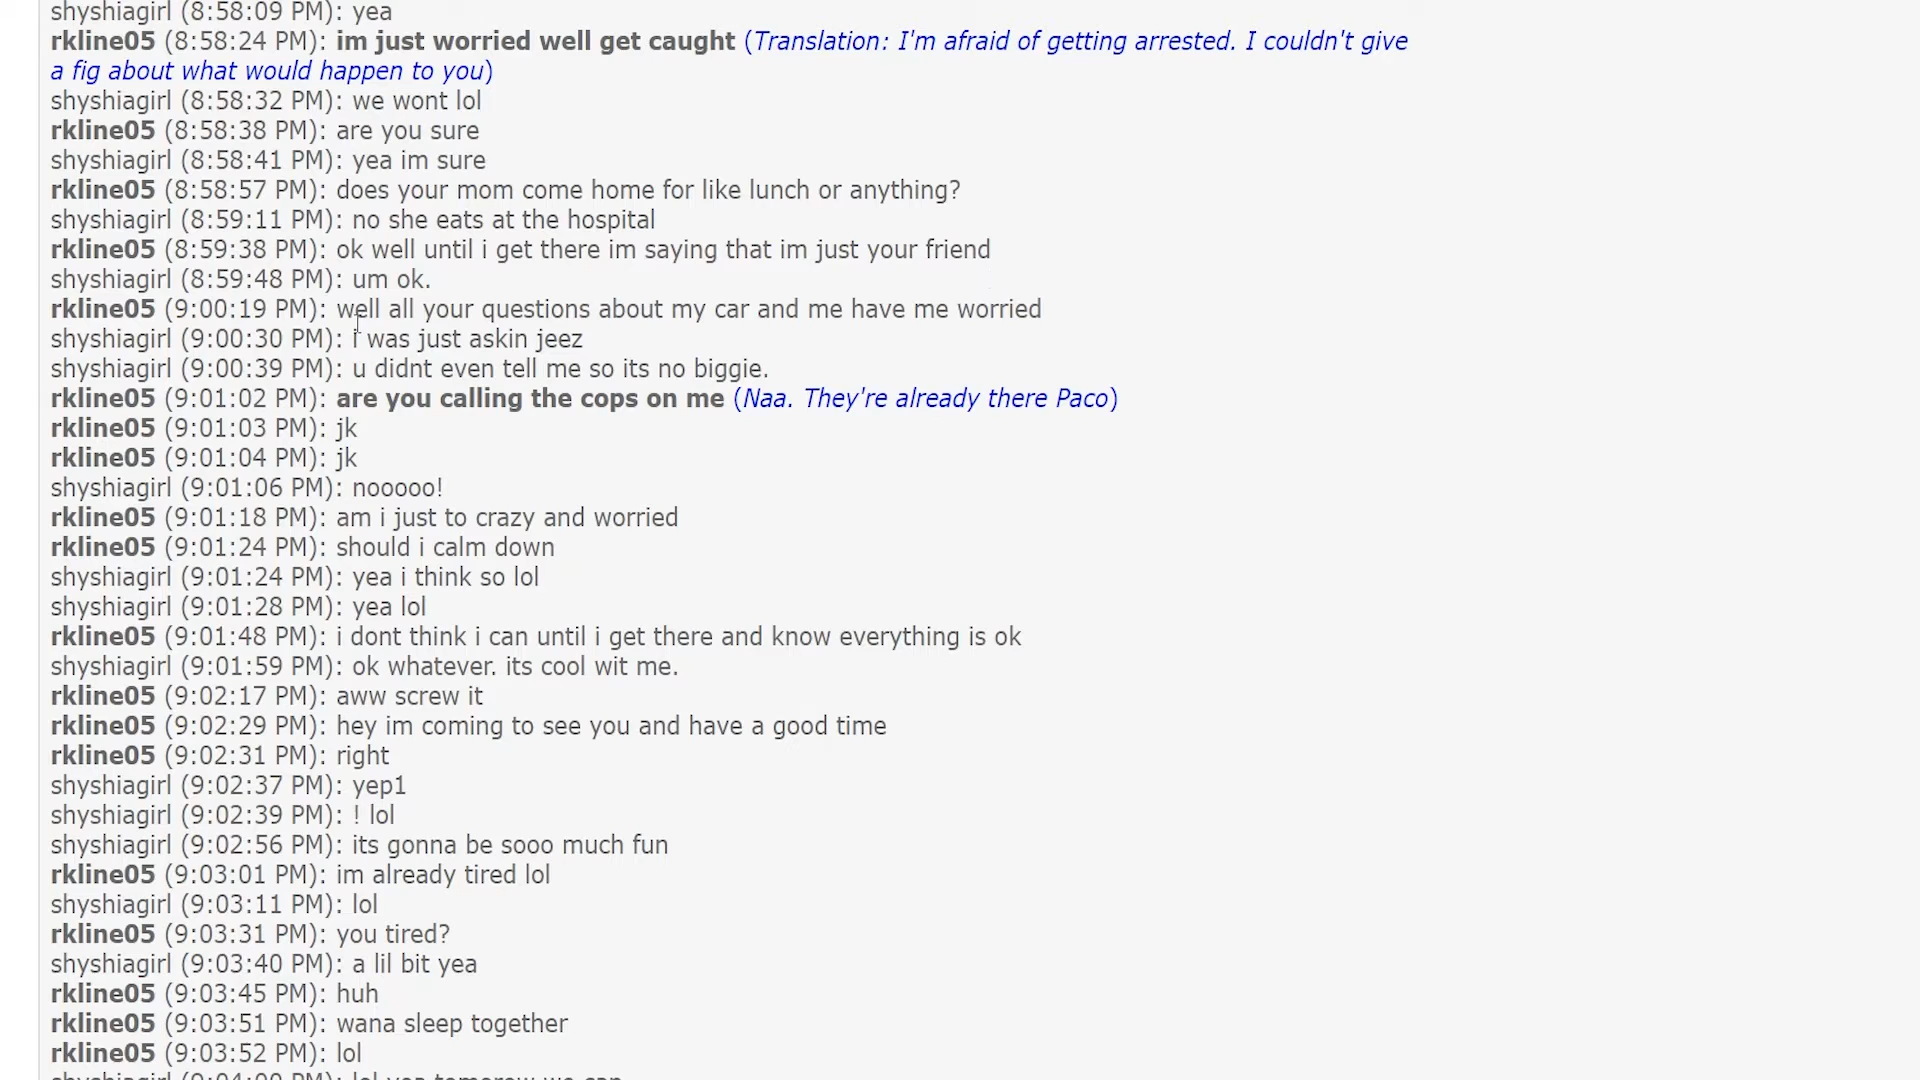 shyshiagirl (8:58:09 PM): yea
rkline05 (8:58:24 PM): im just worried well get caught (Translation: I'm afraid of getting arrested. I couldn't give
a fig about what would happen to you)
shyshiagirl (8:58:32 PM): we wont lol
rkline05 (8:58:38 PM): are you sure
shyshiagirl (8:58:41 PM): yea im sure
rkline05 (8:58:57 PM): does your mom come home for like lunch or anything?
shyshiagirl (8:59:11 PM): no she eats at the hospital
rkline05 (8:59:38 PM): ok well until i get there im saying that im just your friend
shyshiagirl (8:59:48 PM): um ok.
rkline05 (9:00:19 PM): well all your questions about my car and me have me worried
shyshiagirl (9:00:30 PM): i was just askin jeez
shyshiagirl (9:00:39 PM): u didnt even tell me so its no biggie.
rkline05 (9:01:02 PM): are you calling the cops on me (Naa. They're already there Paco)
rkline05 (9:01:03 PM): jk
rkline05 (9:01:04 PM): jk
shyshiagirl (9:01:06 PM): nooooo!
rkline05 (9:01:18 PM): am i just to crazy and worried
rkline05 (9:01:24 PM): should i calm down
shyshiagirl (9:01:24 PM): yea i think so lol
shyshiagirl (9:01:28 PM): yea lol
rkline05 (9:01:48 PM): i dont think i can until i get there and know everything is ok
shyshiagirl (9:01:59 PM): ok whatever. its cool wit me.
rkline05 (9:02:17 PM): aww screw it
rkline05 (9:02:29 PM): hey im coming to see you and have a good time
rkline05 (9:02:31 PM): right
shyshiagirl (9:02:37 PM): yep1
shyshiagirl (9:02:39 PM): ! lol
shyshiagirl (9:02:56 PM): its gonna be sooo much fun
rkline05 (9:03:01 PM): im already tired lol
shyshiagirl (9:03:11 PM): lol
rkline05 (9:03:31 PM): you tired?
shyshiagirl (9:03:40 PM): a lil bit yea
rkline05 (9:03:45 PM): huh
rkline05 (9:03:51 PM): wana sleep together
rkline05 (9:03:52 PM): lol